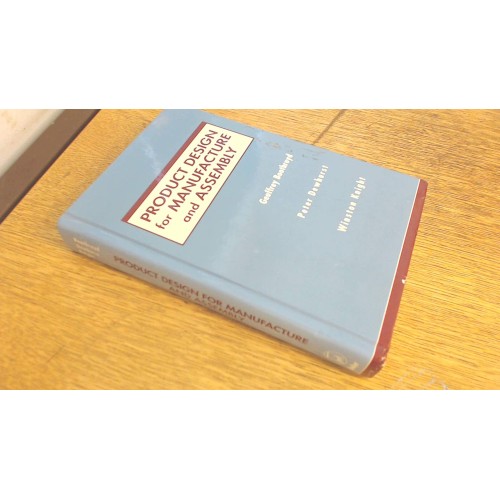 PRODUCT DESIGN
for MANUFACTURE
and ASSEMBLY
Geoffrey Boothroyd
Peter Dewhurst
Winston Knight
PRODUCT DESIGN FOR MANUFACTURE
AND ASSEMBLY